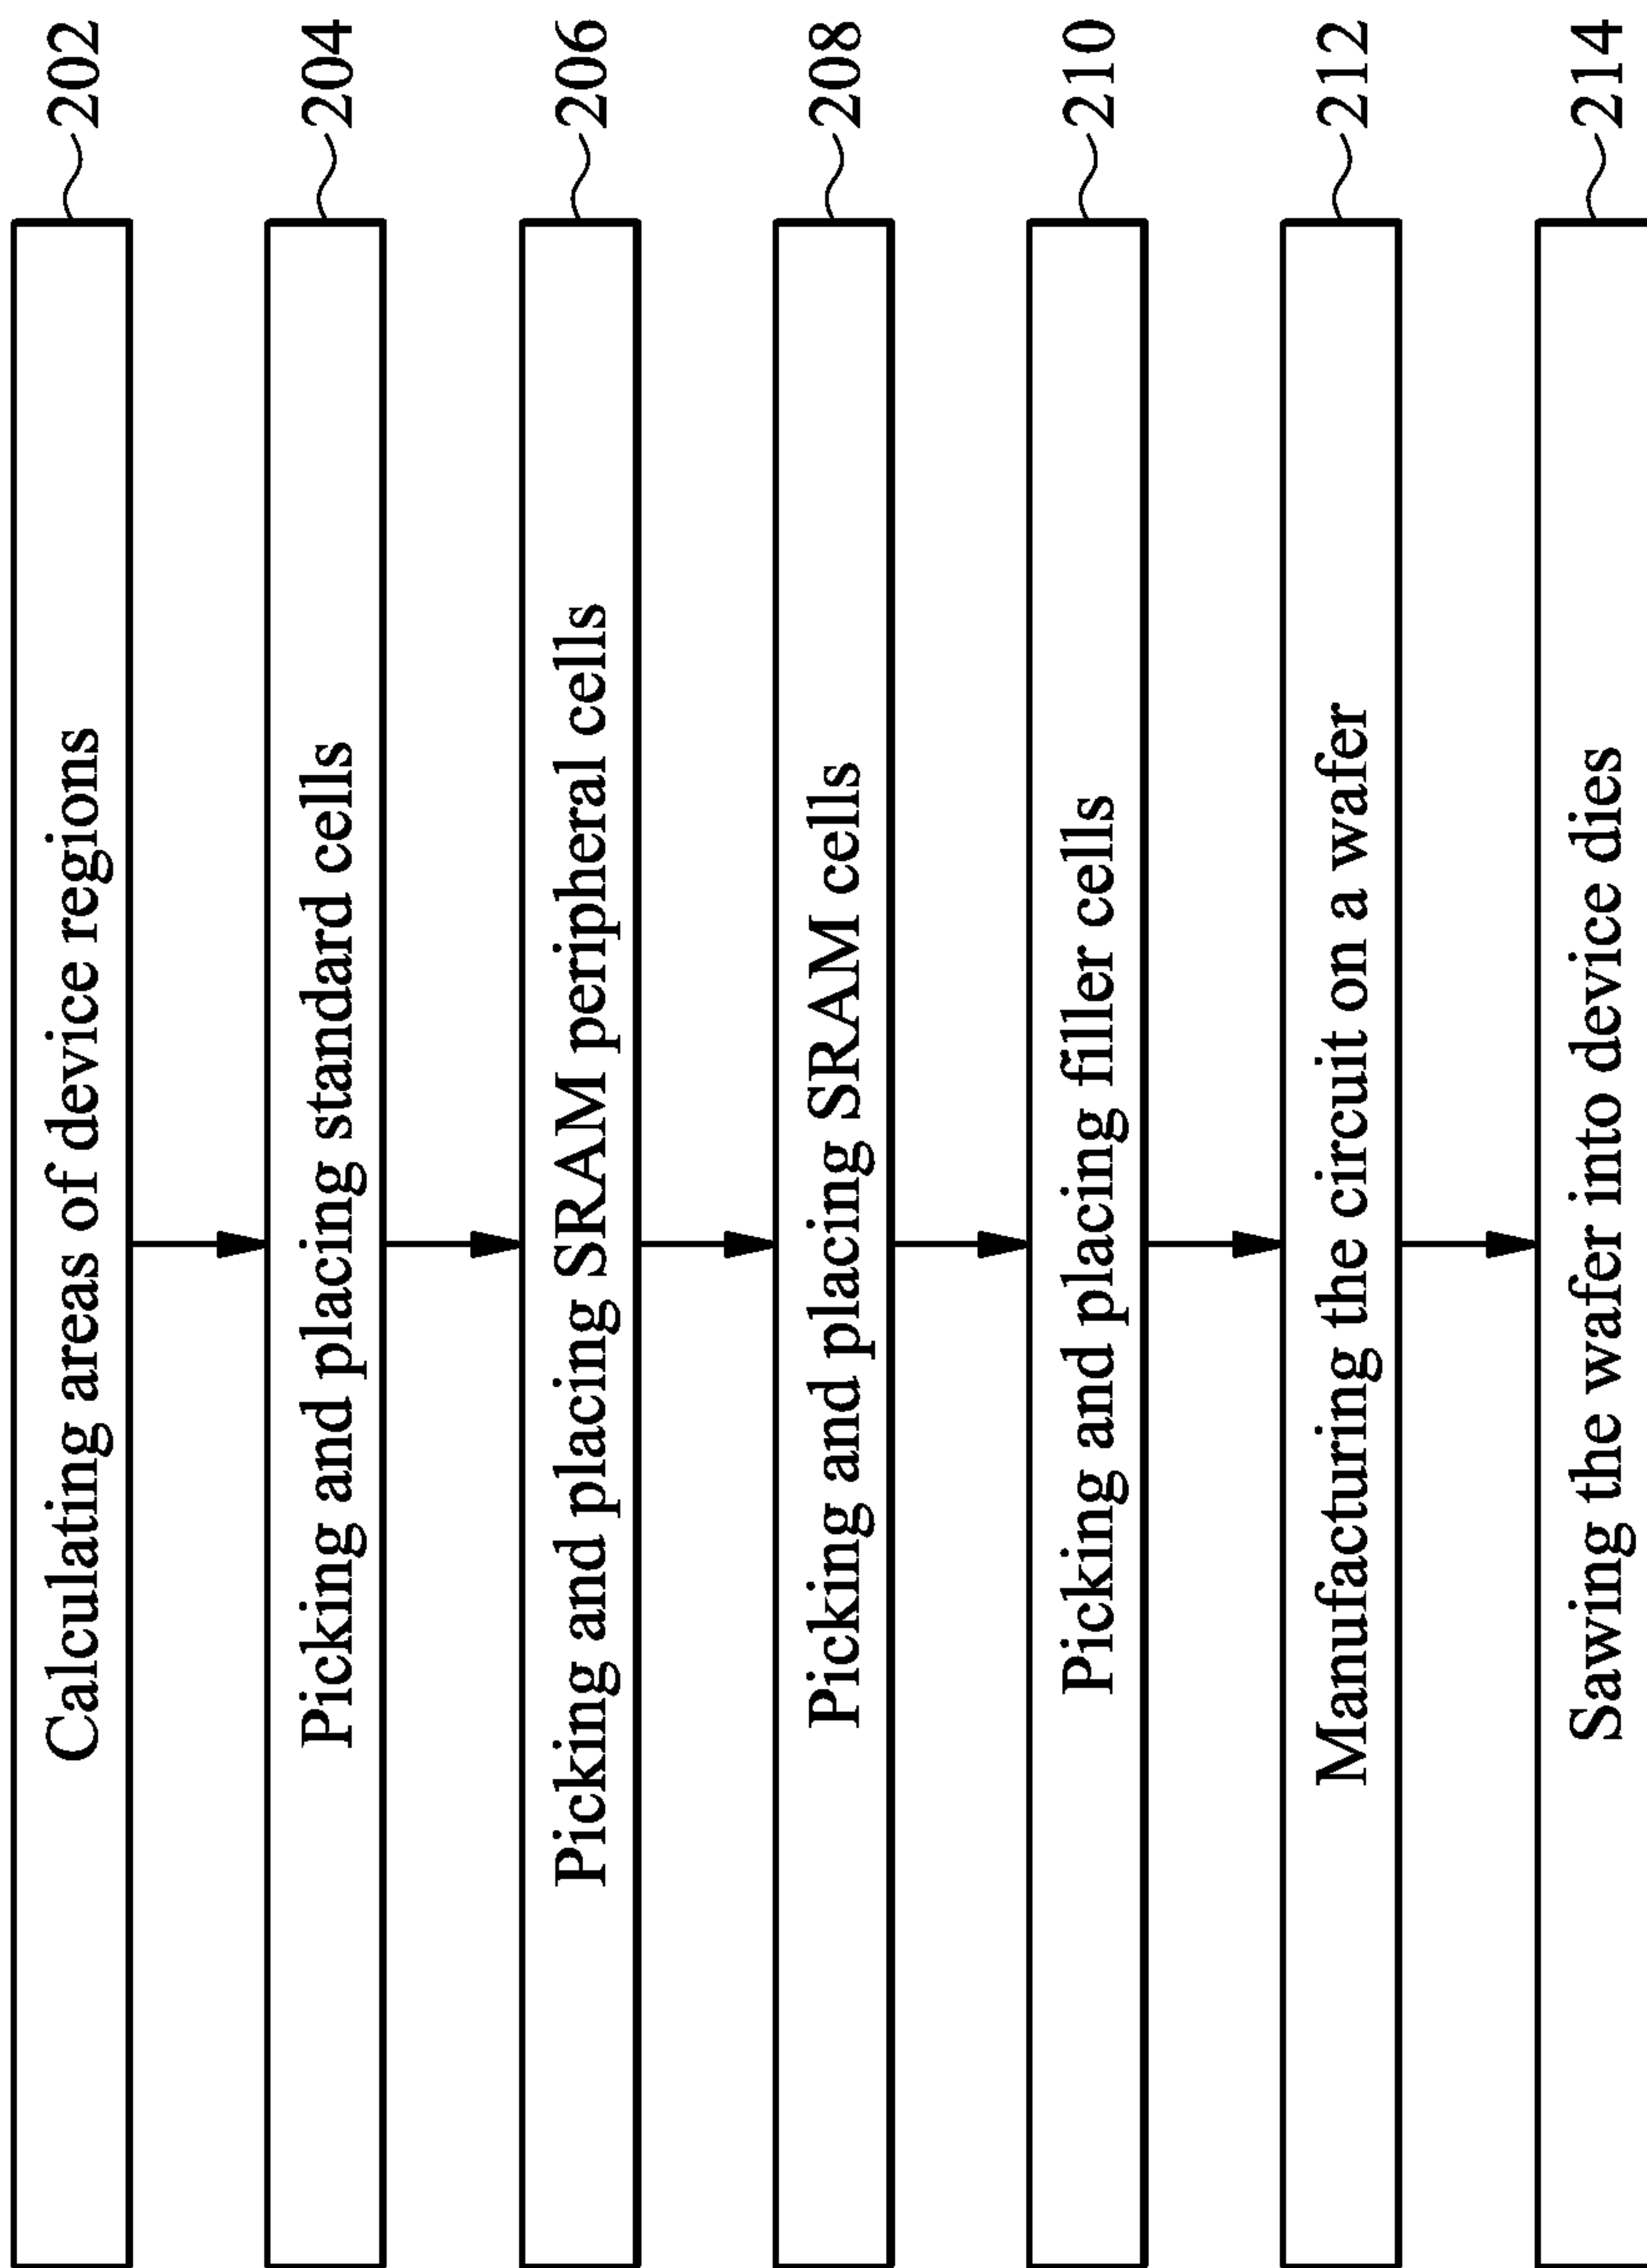 Calculating areas of device regions
202
Picking and placing standard cells
204
Picking and placing SRAM peripheral cells
206
Picking and placing SRAM cells
208
Picking and placing filler cells
210
Manufacturing the circuit on a wafer
212
Sawing the wafer into device dies
214